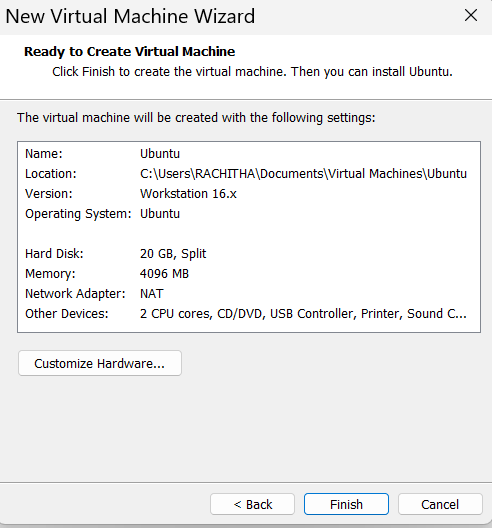 New Virtual Machine Wizard
Ready to Create Virtual Machine
Click Finish to create the virtual machine. Then you can install Ubuntu.
The virtual machine will be created with the following settings:
Name: Ubuntu
Location: C:\Users\RACHITHA\Documents\Virtual Machines\Ubuntu
Version: Workstation 16.x
Operating System: Ubuntu
Hard Disk: 20 GB, Split
Memory: 4096 MB
Network Adapter: NAT
Other Devices: 2 CPU cores, CD/DVD, USB Controller, Printer, Sound C...
Customize Hardware...
< Back Finish Cancel